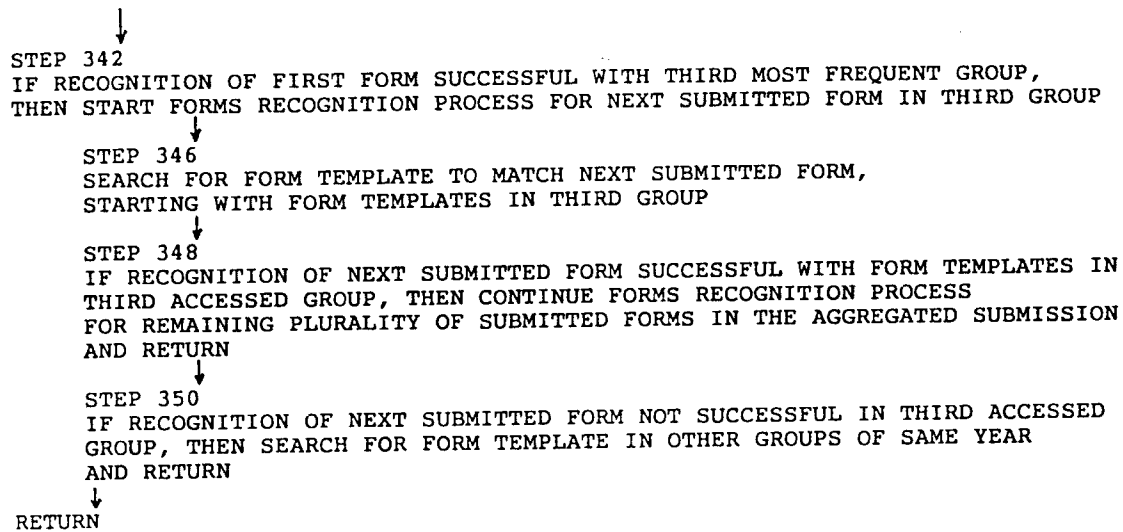 STEP 342
IF RECOGNITION OF FIRST FORM SUCCESSFUL WITH THIRD MOST FREQUENT GROUP,
THEN START FORMS RECOGNITION PROCESS FOR NEXT SUBMITTED FORM IN THIRD GROUP
STEP 346
SEARCH FOR FORM TEMPLATE TO MATCH NEXT SUBMITTED FORM,
STARTING WITH FORM TEMPLATES IN THIRD GROUP
STEP 348
IF RECOGNITION OF NEXT SUBMITTED FORM SUCCESSFUL WITH FORM TEMPLATES IN
THIRD ACCESSED GROUP, THEN CONTINUE FORMS RECOGNITION PROCESS
FOR REMAINING PLURALITY OF SUBMITTED FORMS IN THE AGGREGATED SUBMISSION
AND RETURN
STEP 350
IF RECOGNITION OF NEXT SUBMITTED FORM NOT SUCCESSFUL IN THIRD ACCESSED
GROUP, THEN SEARCH FOR FORM TEMPLATE IN OTHER GROUPS OF SAME YEAR
AND RETURN
RETURN